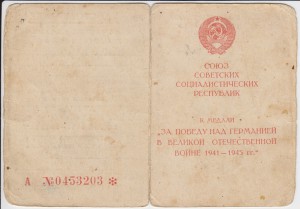 А №0453203 *
СОЮЗ
СОВЕТСКИХ
СОЦИАЛИСТИЧЕСКИХ
РЕСПУБЛИК
К МЕДАЛИ
"ЗА ПОБЕДУ НАД ГЕРМАНИЕЙ
В ВЕЛИКОЙ ОТЕЧЕСТВЕННОЙ
ВОЙНЕ 1941—1945 гг."